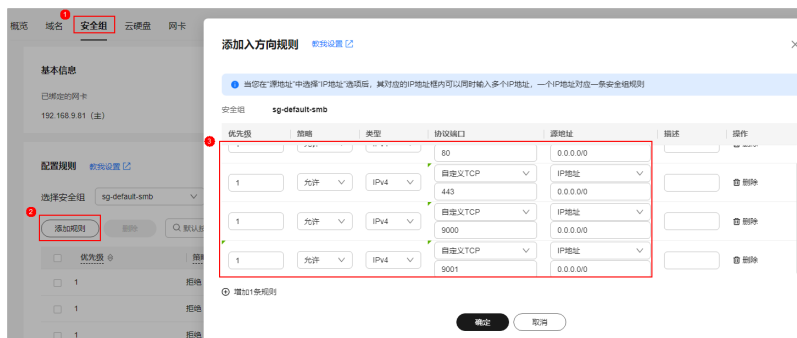 概览 域名 安全组 云硬盘 网卡
1
基本信息
已绑定的网卡
192.168.9.81（主）
配置规则 教我设置
选择安全组 sg-default-smb
2
添加规则 删除
优先级
1 拒绝
1 拒绝
1 拒绝
添加入方向规则 教我设置
当您在"源地址"中选择"IP地址"选项后，其对应的IP地址框内可以同时输入多个IP地址，一个IP地址对应一条安全组规则
安全组 sg-default-smb
优先级 策略 类型 协议端口 源地址 描述 操作
3
80 0.0.0.0/0
自定义TCP IP地址
1 允许 IPv4 删除
443 0.0.0.0/0
自定义TCP IP地址
1 允许 IPv4 删除
9000 0.0.0.0/0
自定义TCP IP地址
1 允许 IPv4 删除
9001 0.0.0.0/0
增加1条规则
确定 取消